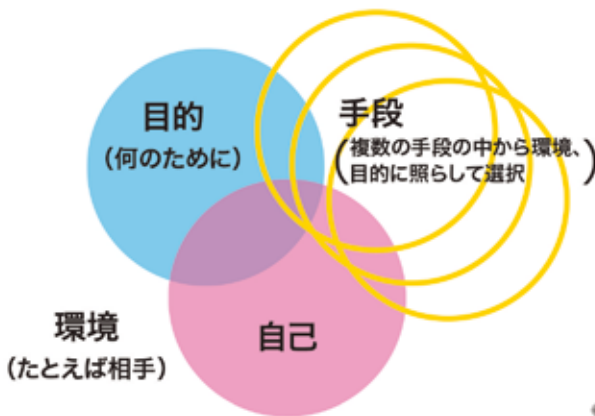 目的
(何のために)
手段
(複数の手段の中から環境、
目的に照らして選択)
環境
(たとえば相手)
自己